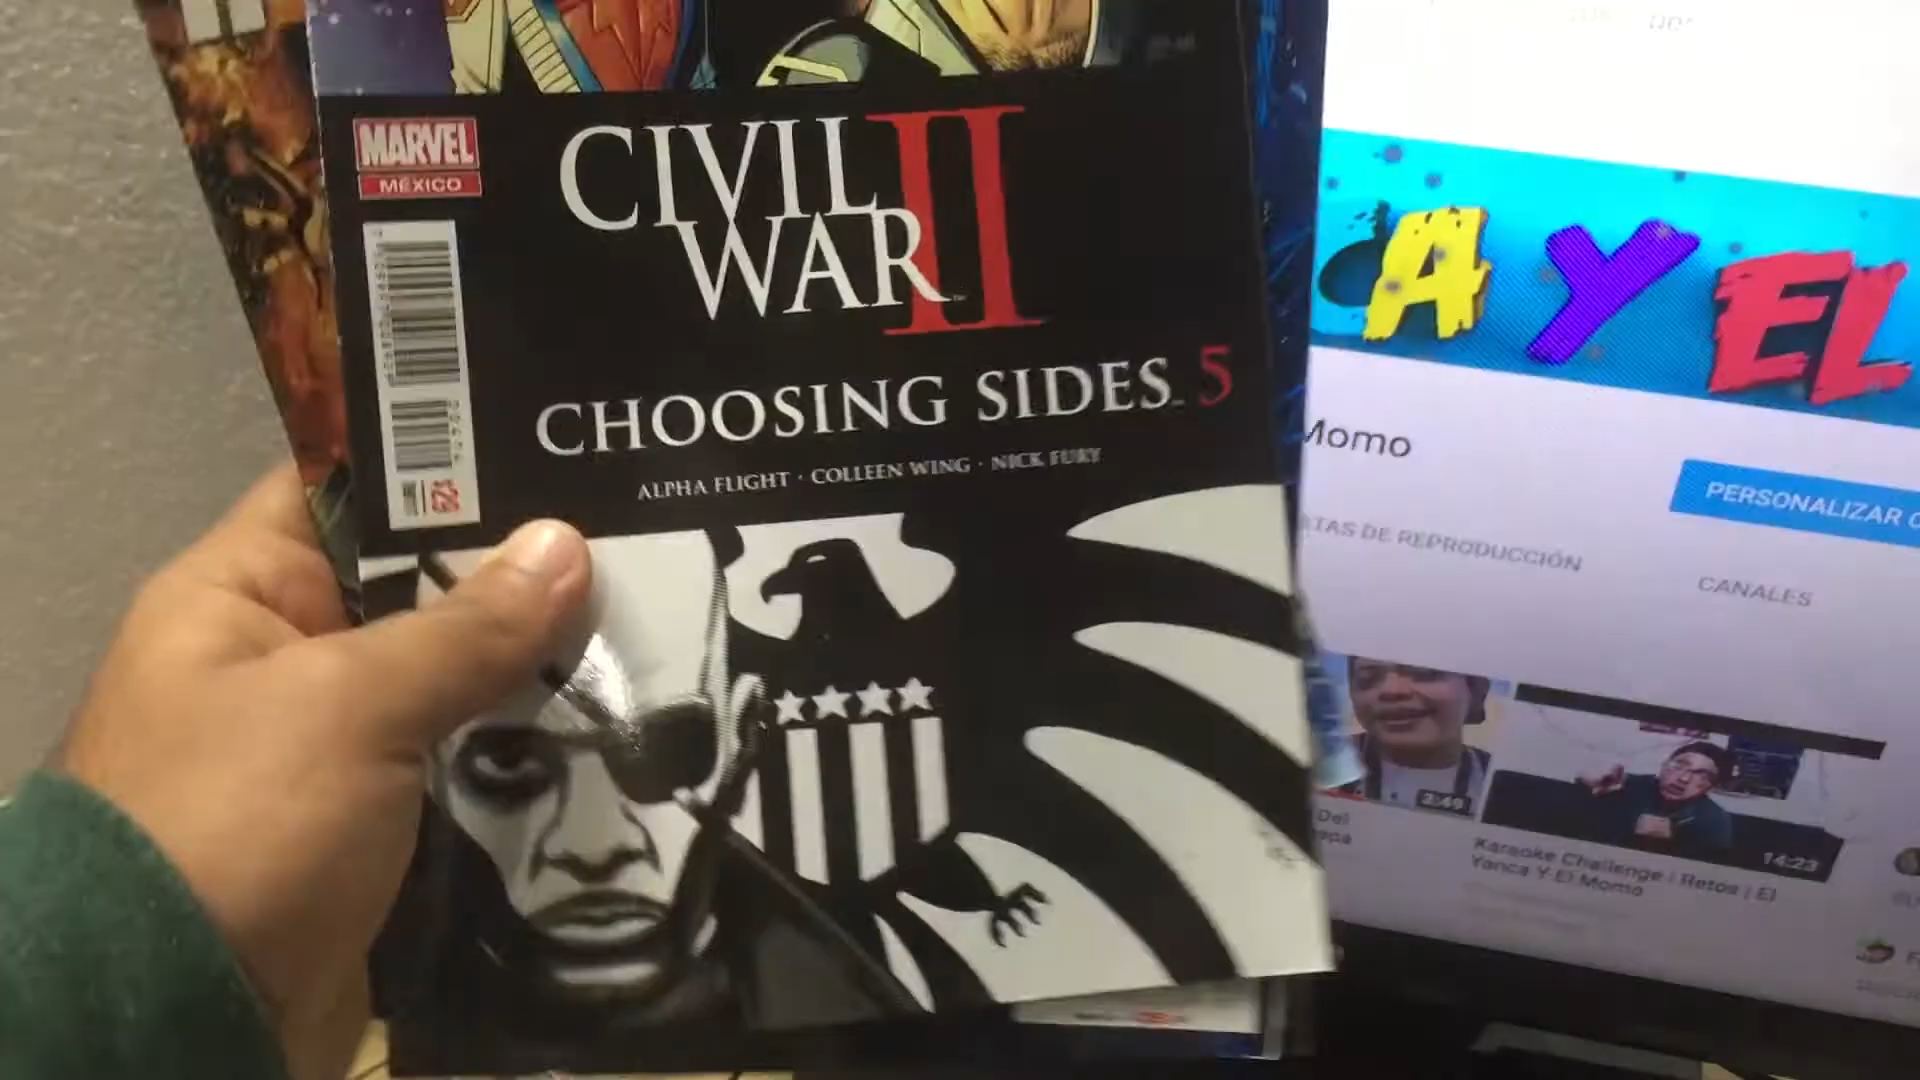 MARVEL
MÉXICO
CIVIL
WAR II
CHOOSING SIDES 5
ALPHA FLIGHT · COLLEEN WING · NICK FURY
A Y EL
Momo
PERSONALIZAR
DE REPRODUCCIÓN
CANALES
2:49
14:23
Del
Karaoke Challenge | Retos | El
Yanca Y El Momo